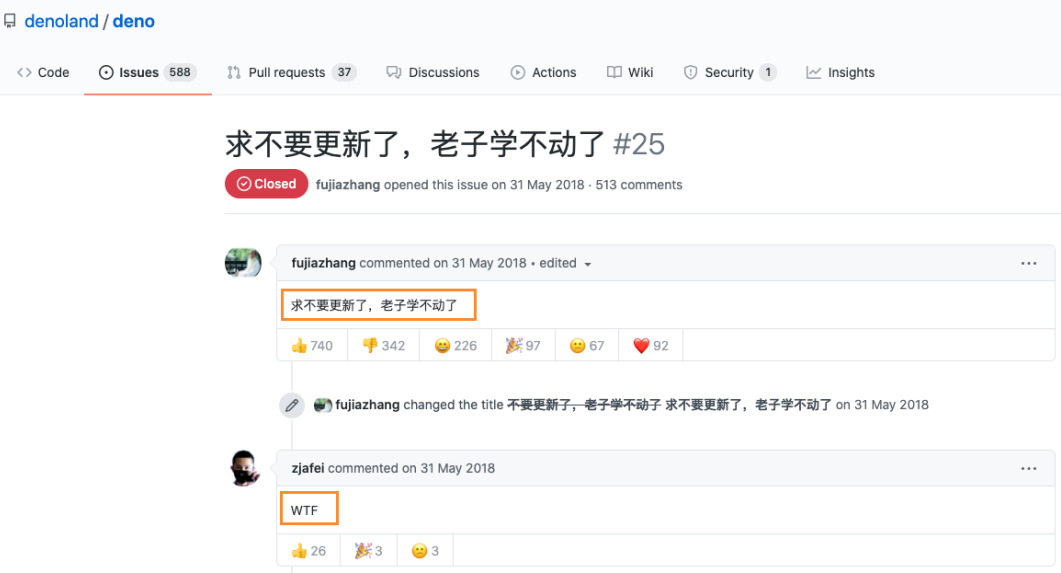 denoland / deno
Code Issues 588 Pull requests 37 Discussions Actions Wiki Security 1 Insights
求不要更新了，老子学不动了 #25
Closed fujiazhang opened this issue on 31 May 2018 · 513 comments
fujiazhang commented on 31 May 2018 • edited
求不要更新了，老子学不动了
740 342 226 97 67 92
fujiazhang changed the title 不要更新了，老子学不动了 求不要更新了，老子学不动了 on 31 May 2018
zjafei commented on 31 May 2018
WTF
26 3 3